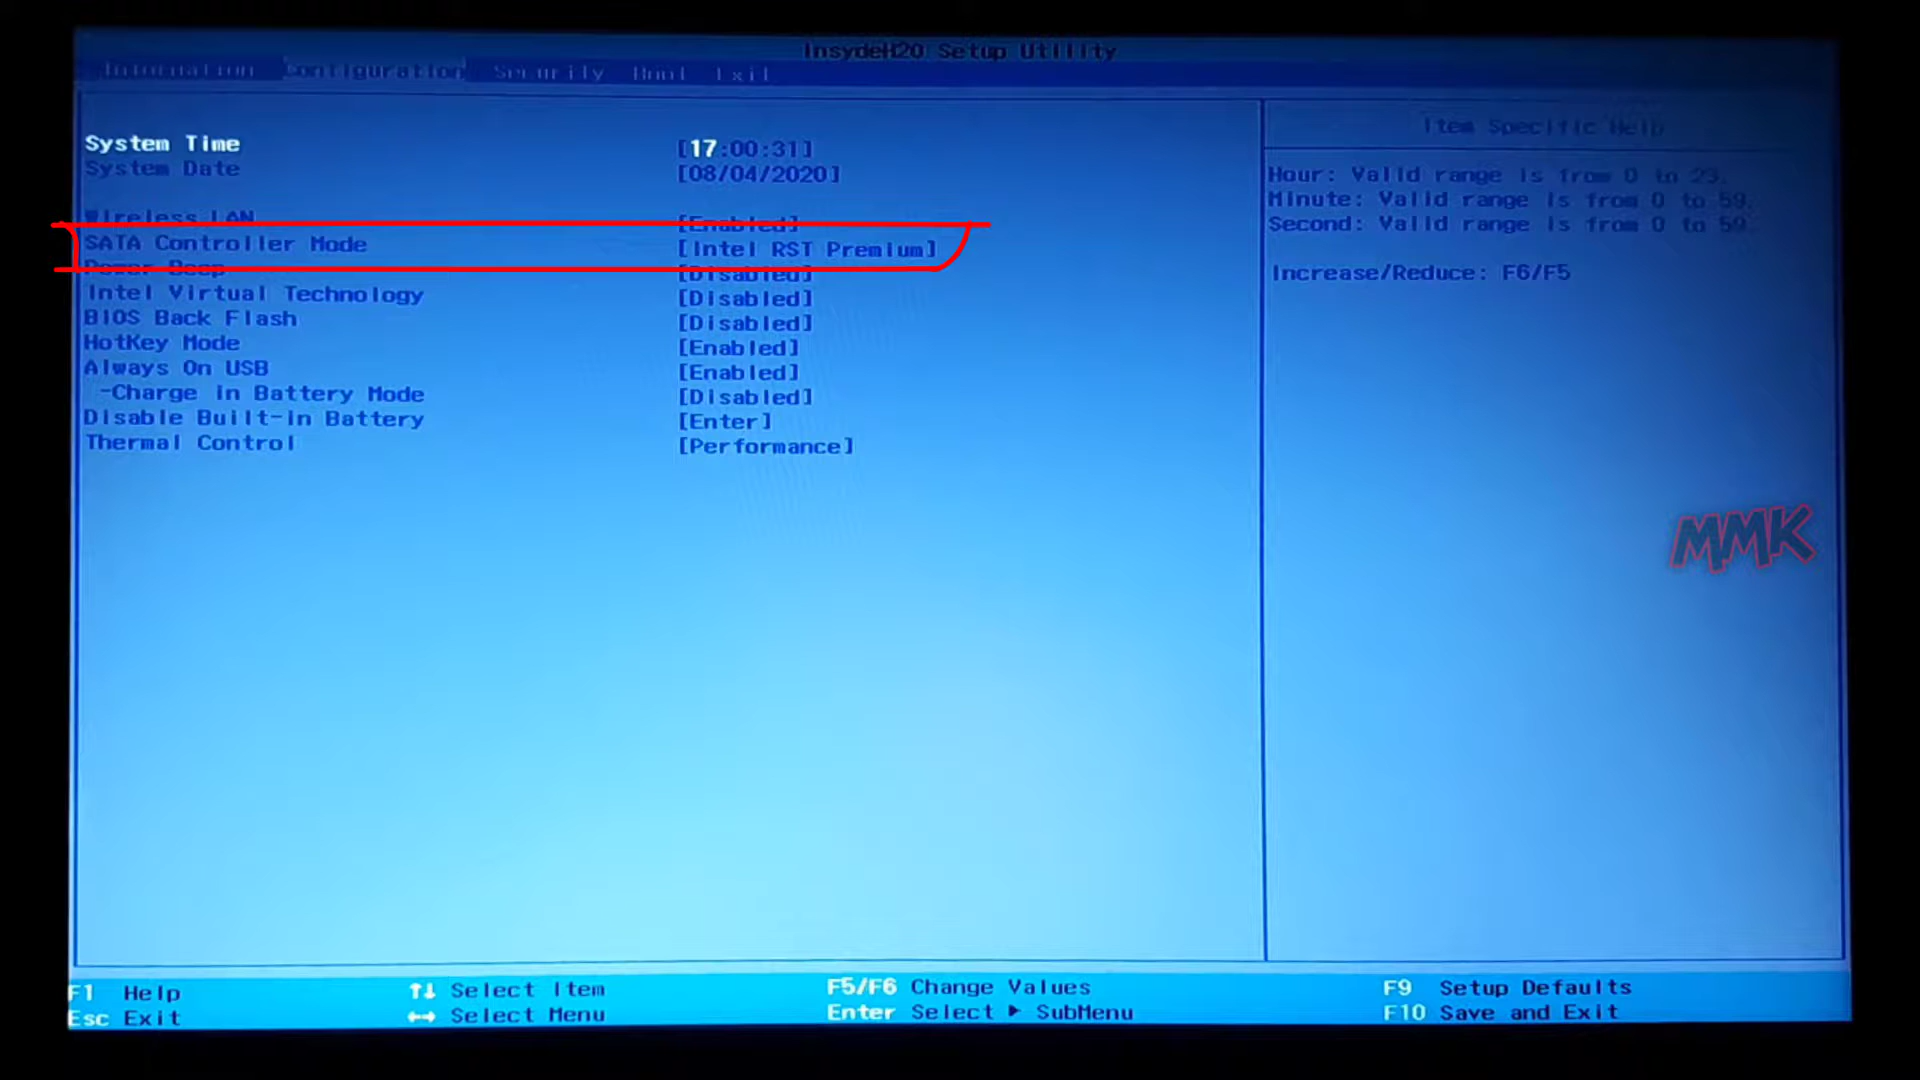 InsydeH20 Setup Utility
Information Configuration Security Boot Exit
Item Specific Help
System Time [17:00:31]
System Date [08/04/2020]
Hour: Valid range is from 0 to 23.
Minute: Valid range is from 0 to 59.
Second: Valid range is from 0 to 59.
Increase/Reduce: F6/F5
Wireless LAN [Enabled]
SATA Controller Mode [Intel RST Premium]
Power Beep [Disabled]
Intel Virtual Technology [Disabled]
BIOS Back Flash [Disabled]
HotKey Mode [Enabled]
Always On USB [Enabled]
-Charge in Battery Mode [Disabled]
Disable Built-in Battery [Enter]
Thermal Control [Performance]
MMK
F1 Help ↑↓ Select Item F5/F6 Change Values F9 Setup Defaults
Esc Exit ↔ Select Menu Enter Select ▶ SubMenu F10 Save and Exit